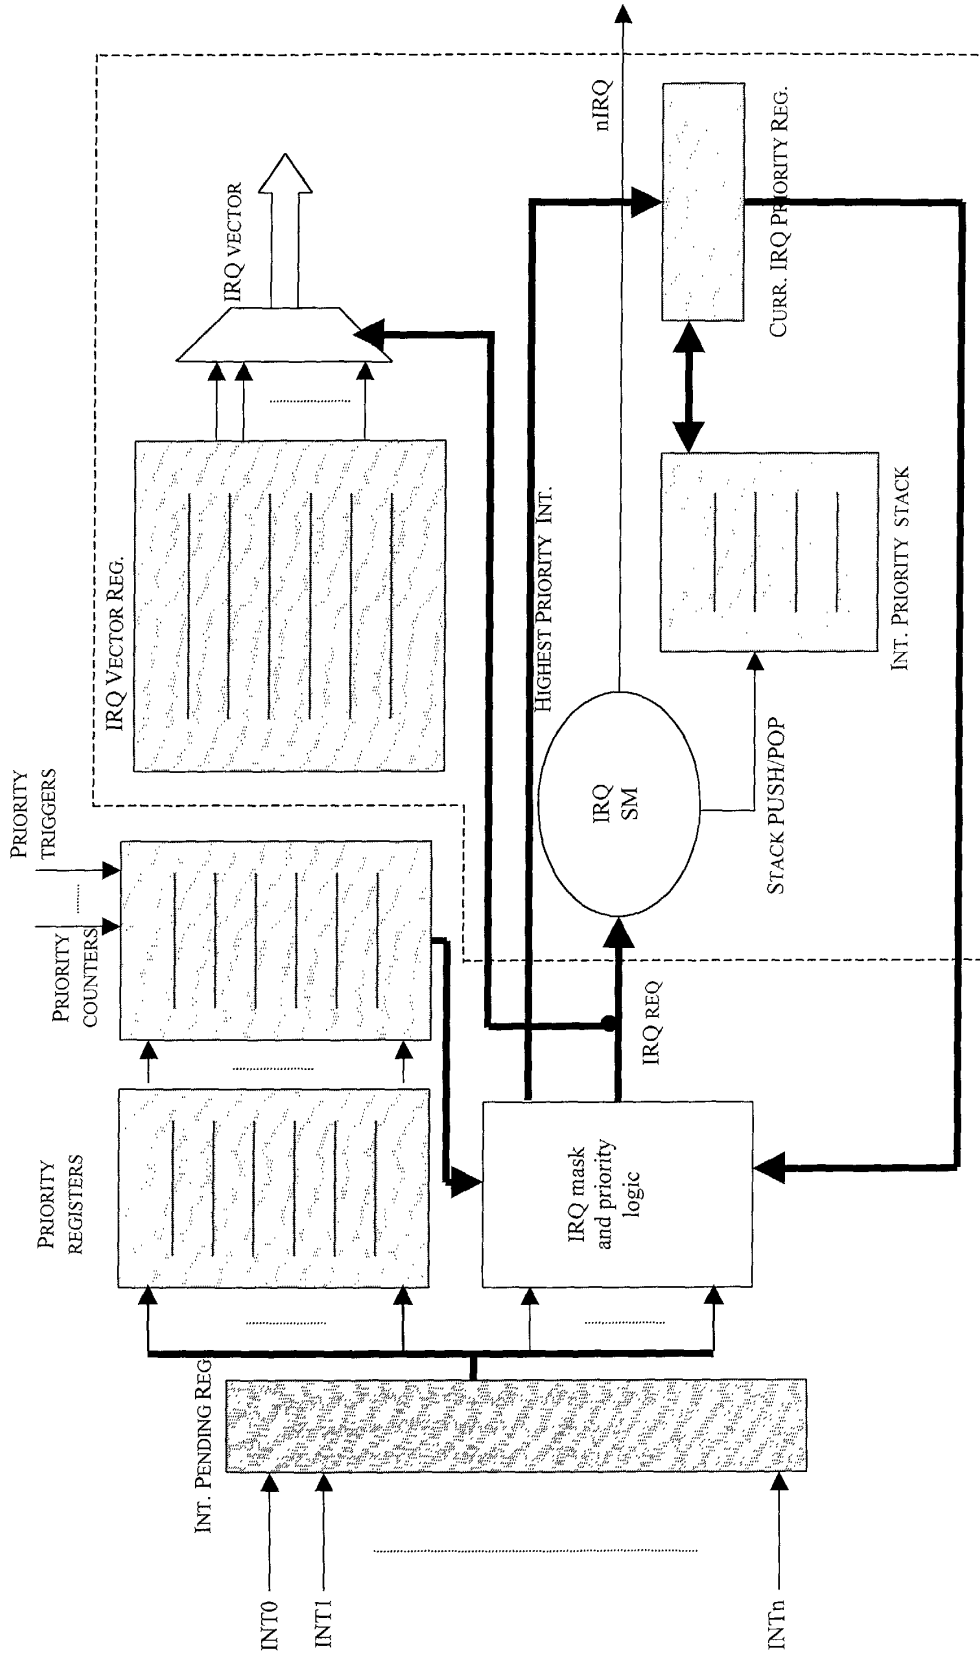 INT0
INT1
INTn
INT. PENDING REG
PRIORITY
REGISTERS
PRIORITY
COUNTERS
PRIORITY
TRIGGERS
IRQ mask
and priority
logic
IRQ REQ
IRQ
SM
STACK PUSH/POP
HIGHEST PRIORITY INT.
IRQ VECTOR REG.
IRQ VECTOR
INT. PRIORITY STACK
CURR. IRQ PRIORITY REG.
nIRQ